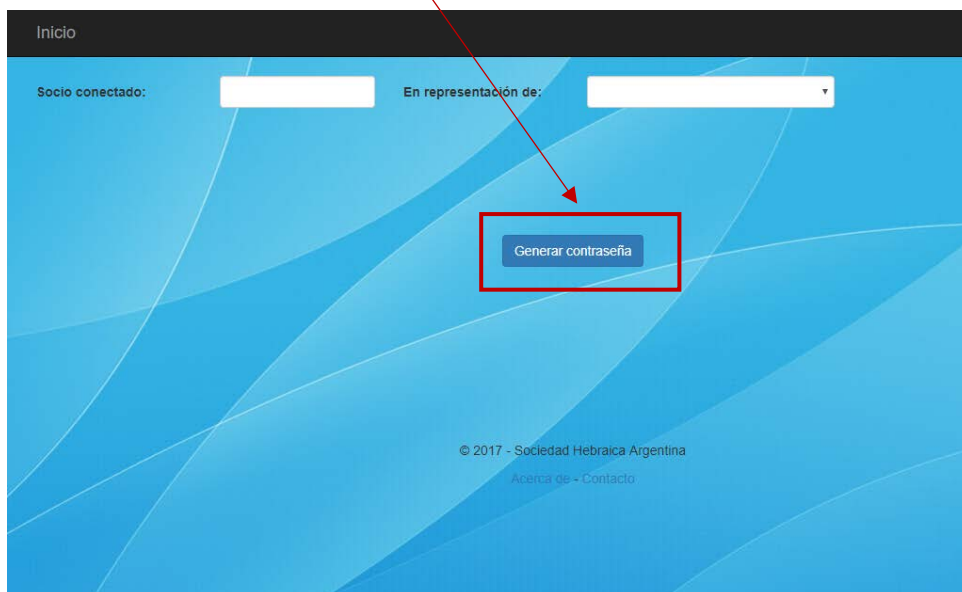 Inicio
Socio conectado: En representación de:
Generar contraseña
© 2017 - Sociedad Hebraica Argentina
Acerca de - Contacto